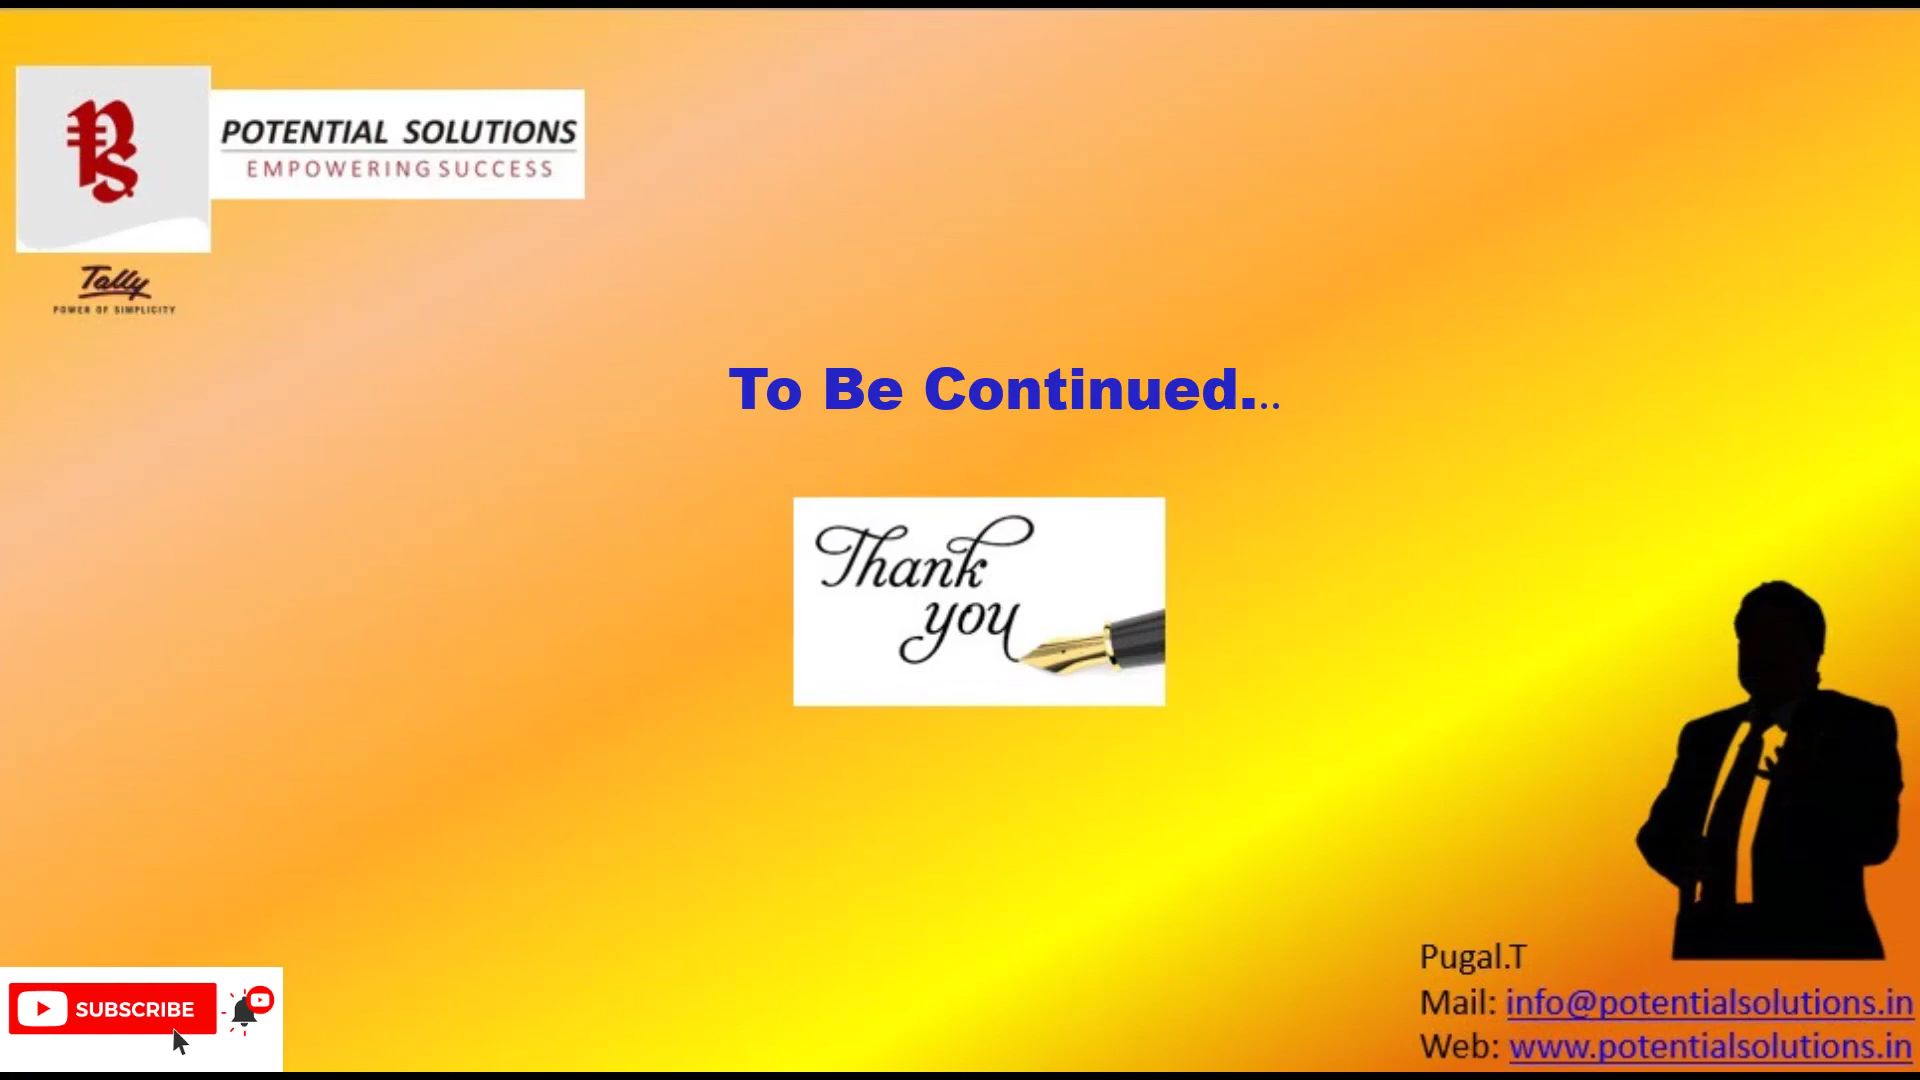 POTENTIAL SOLUTIONS
EMPOWERING SUCCESS
Tally
POWER OF SIMPLICITY
To Be Continued...
Thank
you
SUBSCRIBE
Pugal.T
Mail: info@potentialsolutions.in
Web: www.potentialsolutions.in